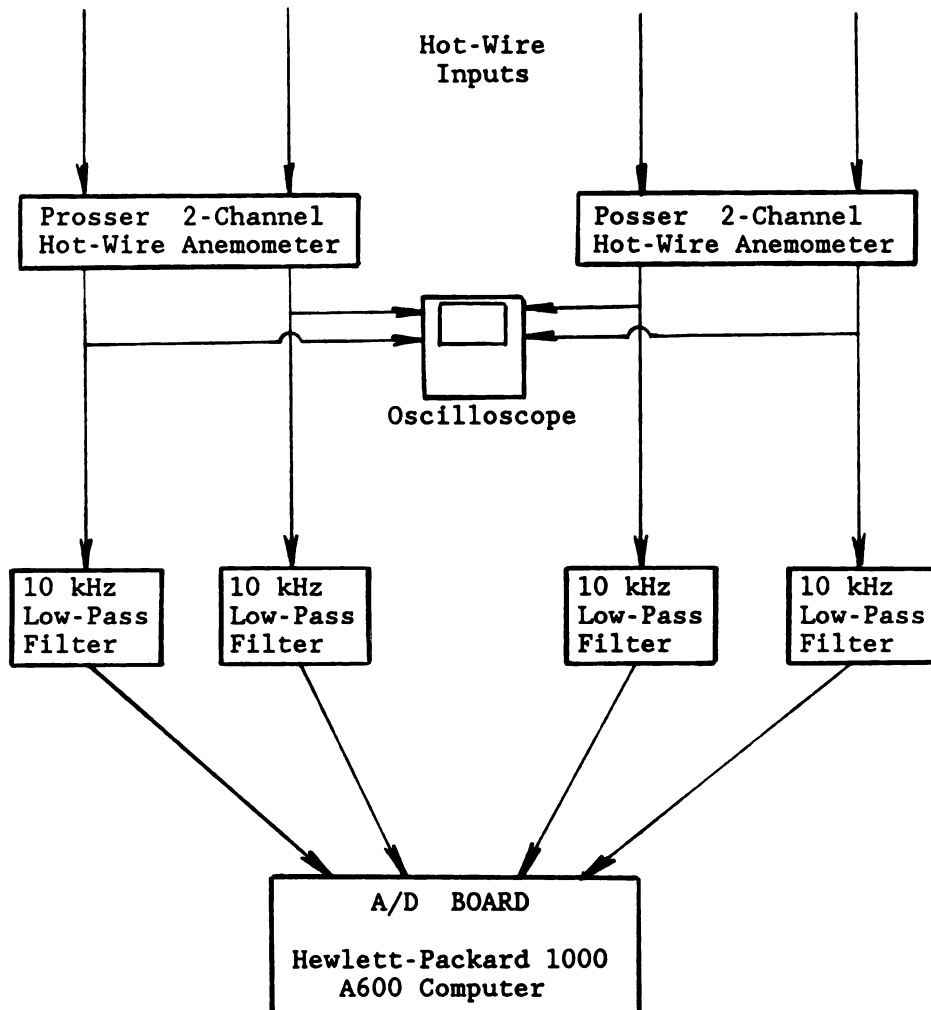 Hot-Wire
Inputs
Prosser 2-Channel
Hot-Wire Anemometer
Posser 2-Channel
Hot-Wire Anemometer
Oscilloscope
10 kHz
Low-Pass
Filter
10 kHz
Low-Pass
Filter
10 kHz
Low-Pass
Filter
10 kHz
Low-Pass
Filter
A/D BOARD
Hewlett-Packard 1000
A600 Computer